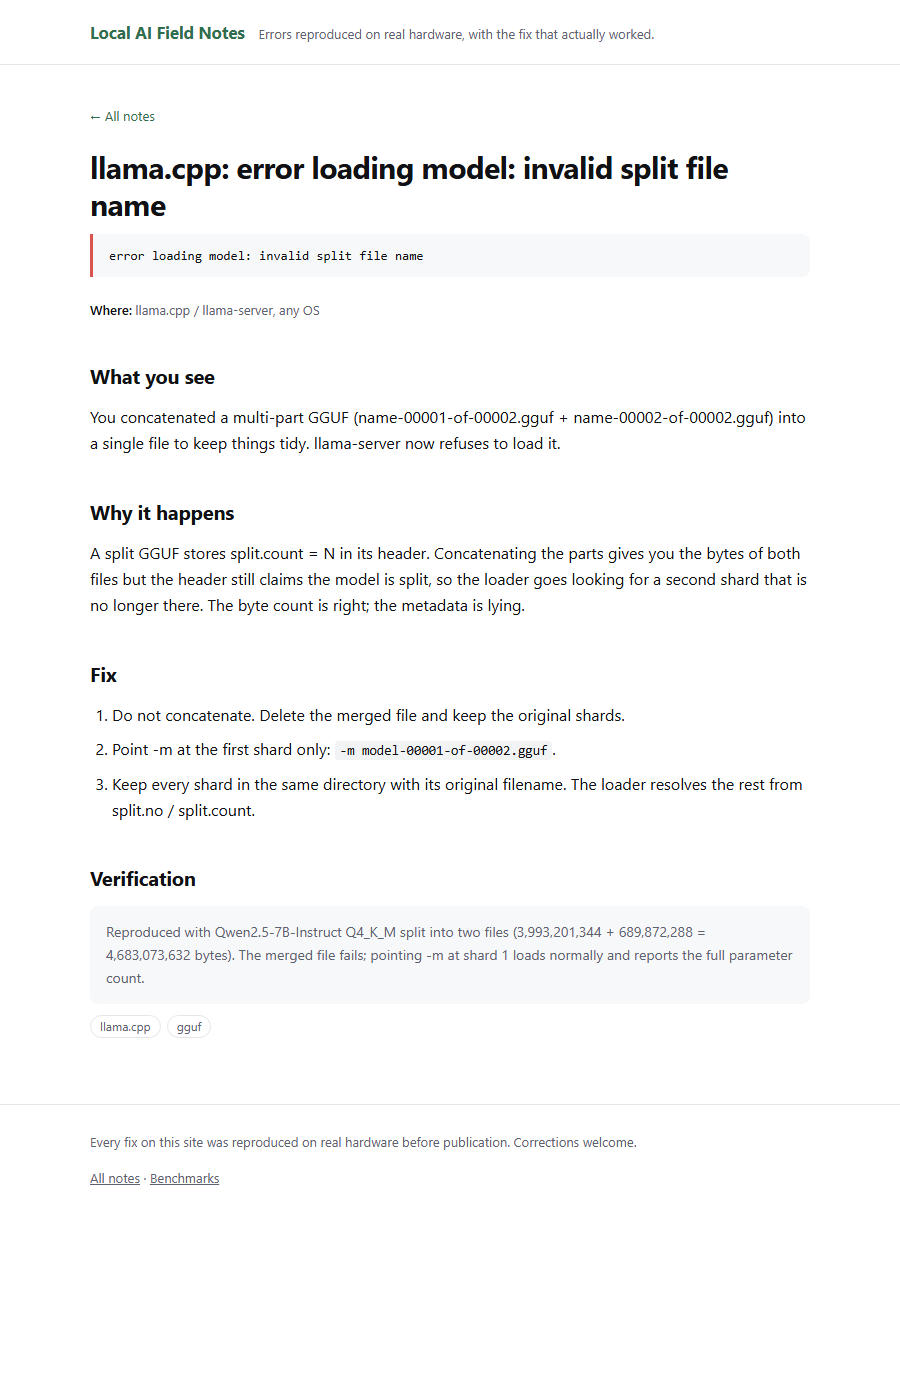 Local AI Field Notes Errors reproduced on real hardware, with the fix that actually worked.
← All notes
llama.cpp: error loading model: invalid split file
name
error loading model: invalid split file name
Where: llama.cpp / llama-server, any OS
What you see
You concatenated a multi-part GGUF (name-00001-of-00002.gguf + name-00002-of-00002.gguf) into
a single file to keep things tidy. llama-server now refuses to load it.
Why it happens
A split GGUF stores split.count = N in its header. Concatenating the parts gives you the bytes of both
files but the header still claims the model is split, so the loader goes looking for a second shard that is
no longer there. The byte count is right; the metadata is lying.
Fix
1. Do not concatenate. Delete the merged file and keep the original shards.
2. Point -m at the first shard only: -m model-00001-of-00002.gguf.
3. Keep every shard in the same directory with its original filename. The loader resolves the rest from
split.no / split.count.
Verification
Reproduced with Qwen2.5-7B-Instruct Q4_K_M split into two files (3,993,201,344 + 689,872,288 =
4,683,073,632 bytes). The merged file fails; pointing -m at shard 1 loads normally and reports the full parameter
count.
llama.cpp gguf
Every fix on this site was reproduced on real hardware before publication. Corrections welcome.
All notes · Benchmarks